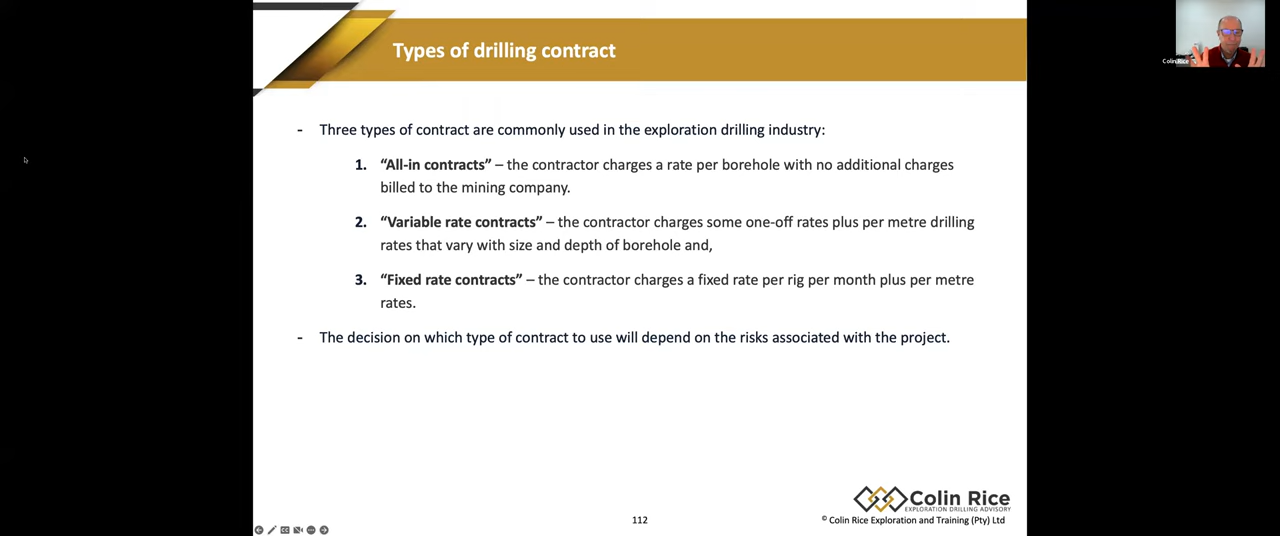 Types of drilling contract
Colin Rice
- Three types of contract are commonly used in the exploration drilling industry:
1. “All-in contracts” – the contractor charges a rate per borehole with no additional charges
billed to the mining company.
2. “Variable rate contracts” – the contractor charges some one-off rates plus per metre drilling
rates that vary with size and depth of borehole and,
3. “Fixed rate contracts” – the contractor charges a fixed rate per rig per month plus per metre
rates.
- The decision on which type of contract to use will depend on the risks associated with the project.
Colin Rice
EXPLORATION DRILLING ADVISORY
112
© Colin Rice Exploration and Training (Pty) Ltd